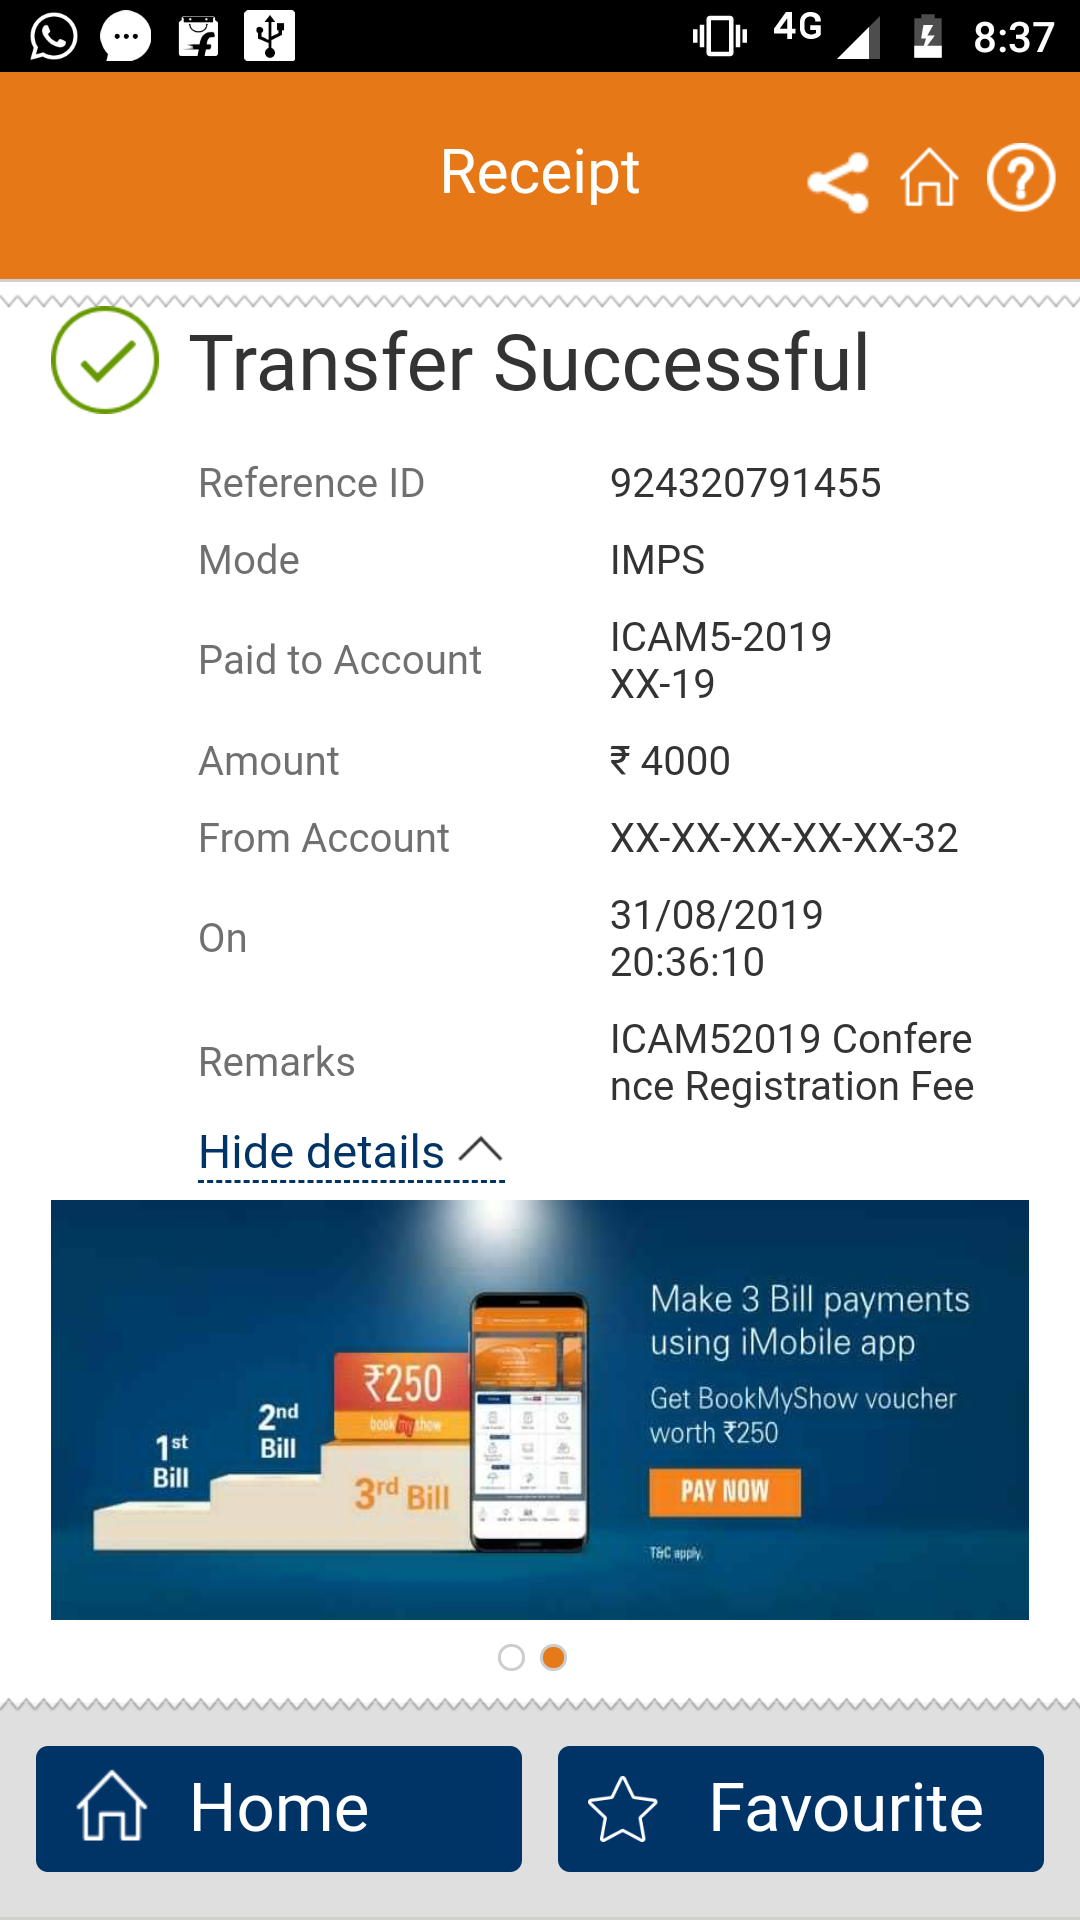 4G 8:37
Receipt
Transfer Successful
Reference ID 924320791455
Mode IMPS
Paid to Account ICAM5-2019
XX-19
Amount ₹ 4000
From Account XX-XX-XX-XX-XX-32
On 31/08/2019
20:36:10
Remarks ICAM52019 Confere
nce Registration Fee
Hide details
Make 3 Bill payments
using iMobile app
Get BookMyShow voucher
worth ₹250
PAY NOW
T&C apply.
1st
Bill
2nd
Bill
₹250
book my show
3rd Bill
Home
Favourite